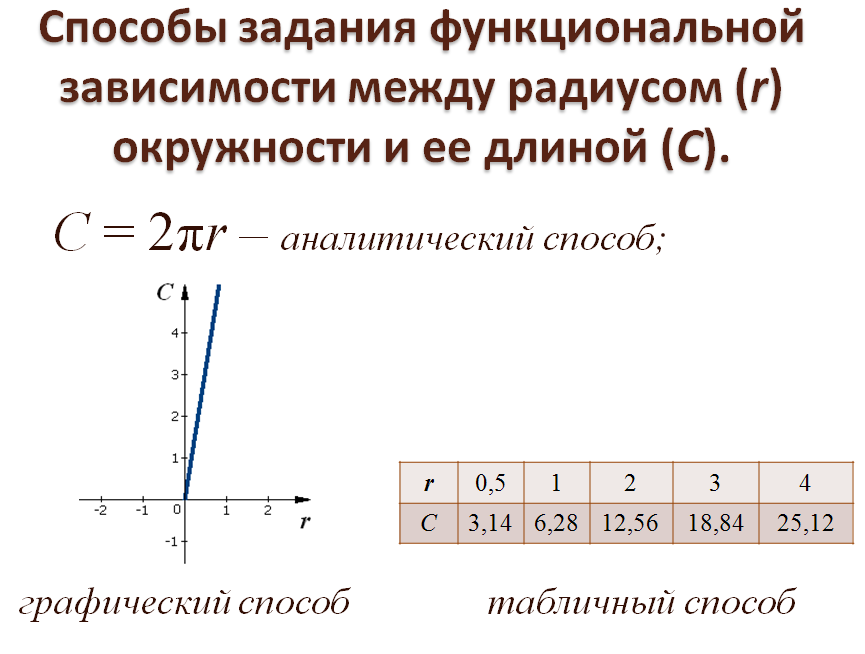 Способы задания функциональной
зависимости между радиусом (r)
окружности и ее длиной (С).
C = 2πr – аналитический способ;
C
4
3
2
1
-2 -1 0 1 2
r
-1
r 0,5 1 2 3 4
C 3,14 6,28 12,56 18,84 25,12
графический способ
табличный способ